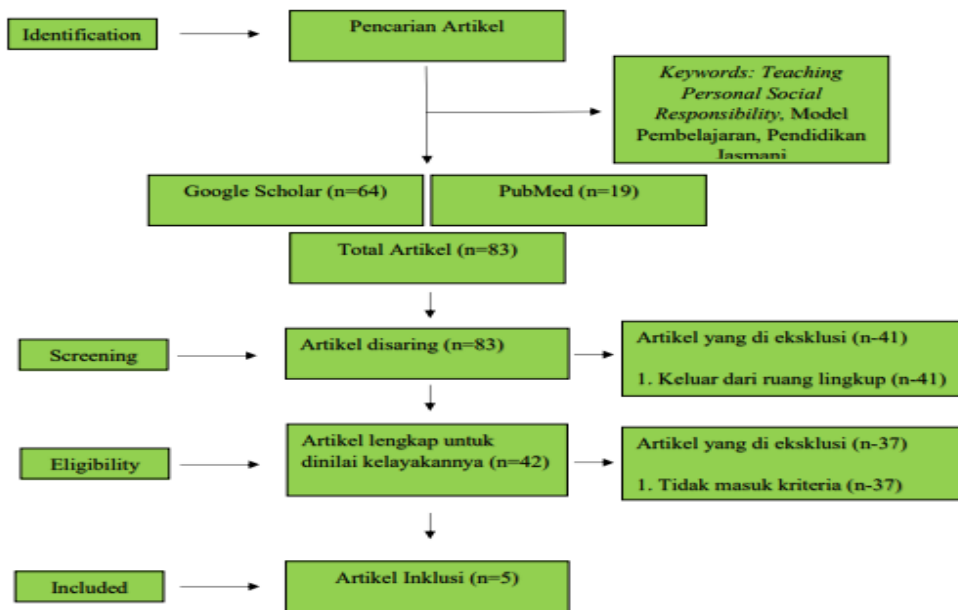 Identification
Pencarian Artikel
Keywords: Teaching
Personal Social
Responsibility, Model
Pembelajaran, Pendidikan
Jasmani
Google Scholar (n=64)
PubMed (n=19)
Total Artikel (n=83)
Screening
Artikel disaring (n=83)
Artikel yang di eksklusi (n-41)
1. Keluar dari ruang lingkup (n-41)
Eligibility
Artikel lengkap untuk
dinilai kelayakannya (n=42)
Artikel yang di eksklusi (n-37)
1. Tidak masuk kriteria (n-37)
Included
Artikel Inklusi (n=5)